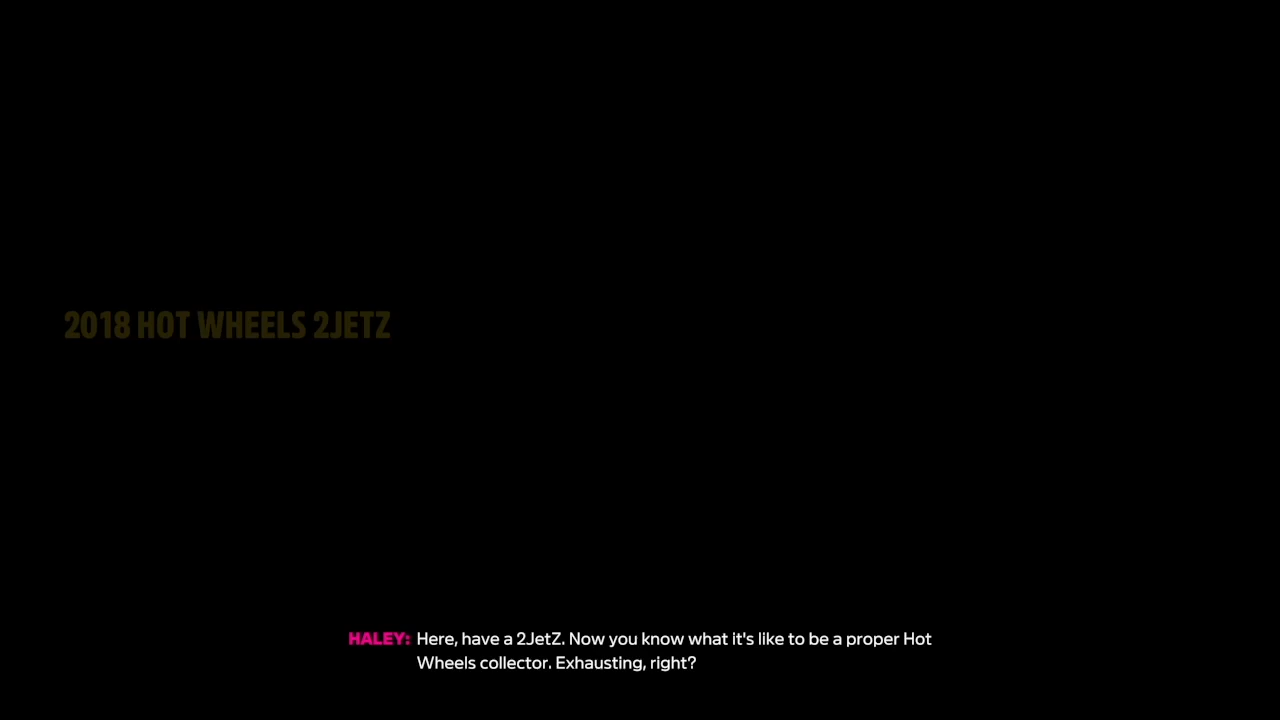 2018 HOT WHEELS 2JETZ
HALEY: Here, have a 2JetZ. Now you know what it's like to be a proper Hot
Wheels collector. Exhausting, right?